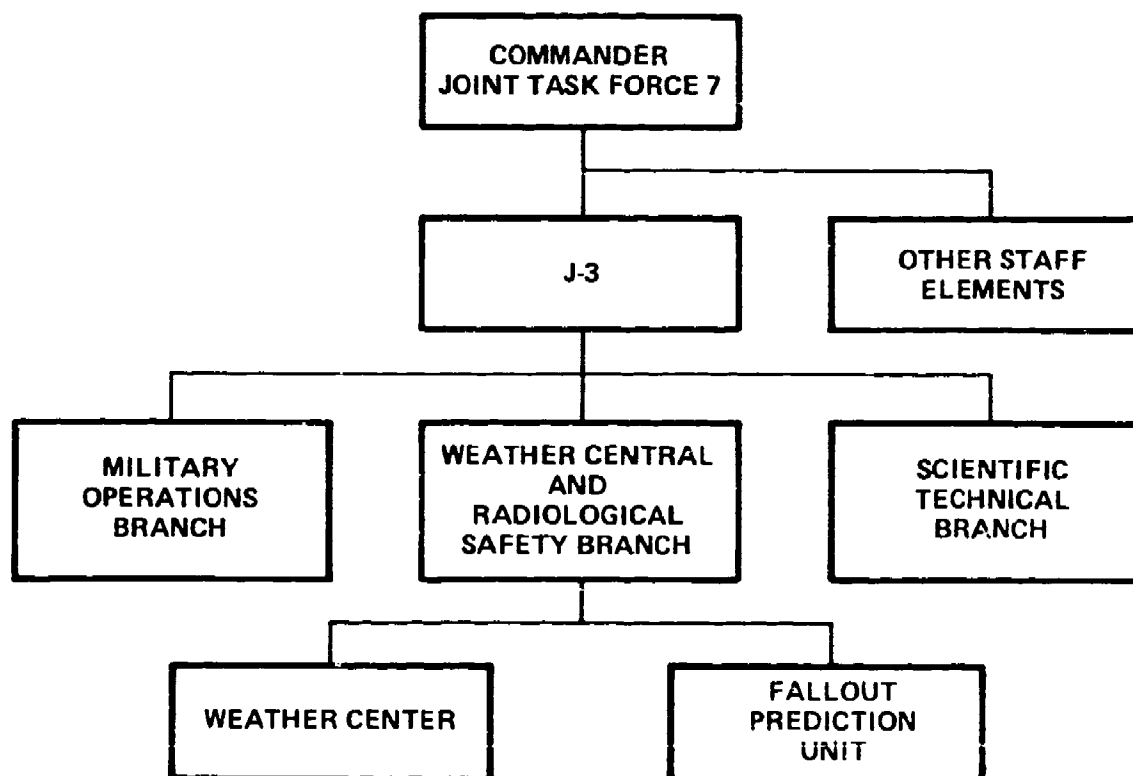 COMMANDER
JOINT TASK FORCE 7
J-3
OTHER STAFF
ELEMENTS
MILITARY
OPERATIONS
BRANCH
WEATHER CENTRAL
AND
RADIOLOGICAL
SAFETY BRANCH
SCIENTIFIC
TECHNICAL
BRANCH
WEATHER CENTER
FALLOUT
PREDICTION
UNIT